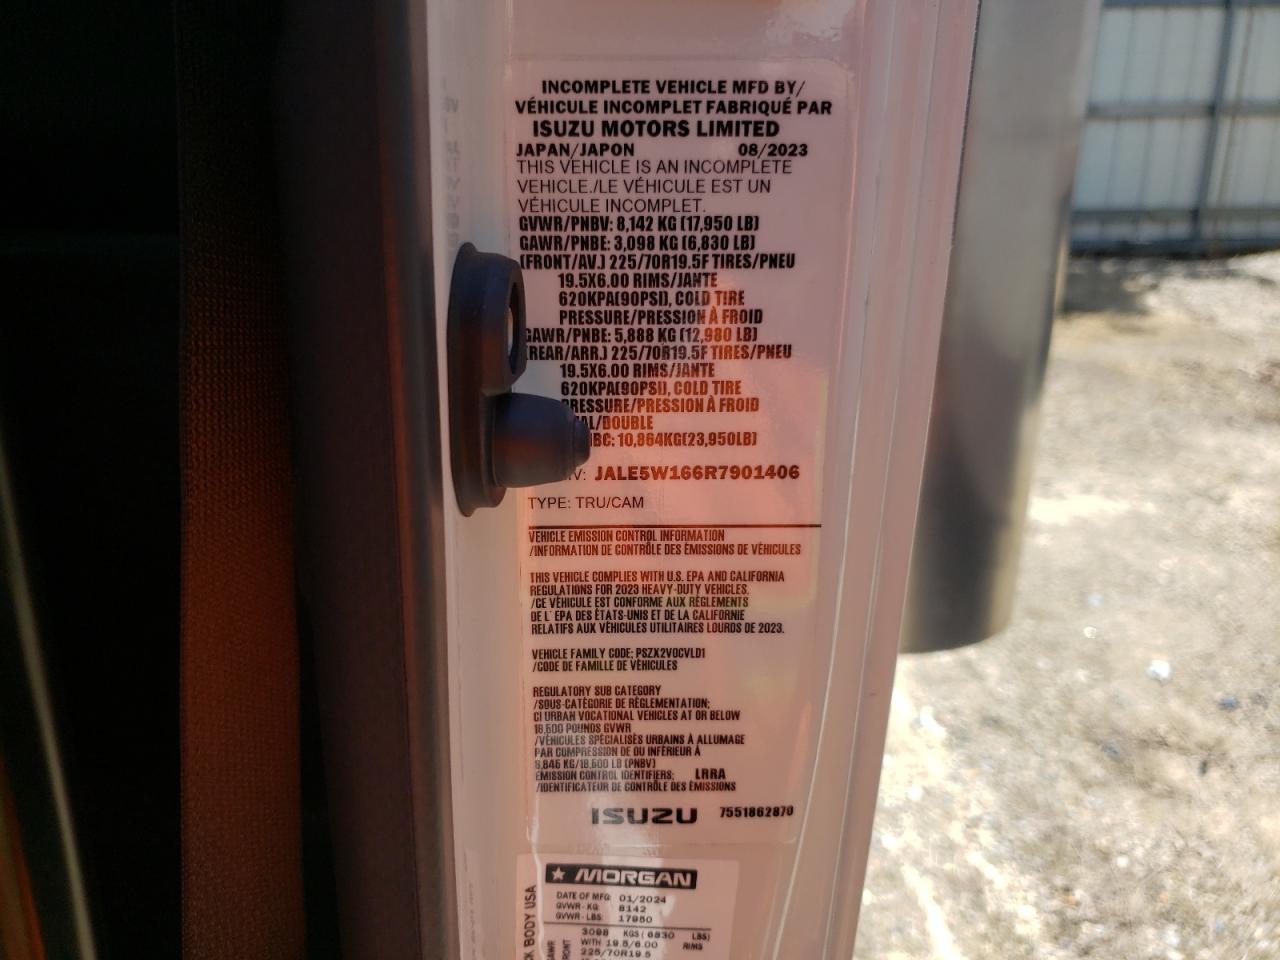 INCOMPLETE VEHICLE MFD BY/
VÉHICULE INCOMPLET FABRIQUÉ PAR
ISUZU MOTORS LIMITED
JAPAN/JAPON 08/2023
THIS VEHICLE IS AN INCOMPLETE
VEHICLE./LE VÉHICULE EST UN
VÉHICULE INCOMPLET.
GVWR/PNBV: 8,142 KG (17,950 LB)
GAWR/PNBE: 3,098 KG (6,830 LB)
(FRONT/AV.) 225/70R19.5F TIRES/PNEU
19.5X6.00 RIMS/JANTE
620KPA(90PSI), COLD TIRE
PRESSURE/PRESSION À FROID
GAWR/PNBE: 5,888 KG (12,980 LB)
(REAR/ARR.) 225/70R19.5F TIRES/PNEU
19.5X6.00 RIMS/JANTE
620KPA(90PSI), COLD TIRE
PRESSURE/PRESSION À FROID
/DOUBLE
10,864KG(23,950LB)
JALE5W166R7901406
TYPE: TRU/CAM
VEHICLE EMISSION CONTROL INFORMATION
/INFORMATION DE CONTRÔLE DES ÉMISSIONS DE VÉHICULES
THIS VEHICLE COMPLIES WITH U.S. EPA AND CALIFORNIA
REGULATIONS FOR 2023 HEAVY-DUTY VEHICLES.
/CE VÉHICULE EST CONFORME AUX RÈGLEMENTS
DE L'EPA DES ÉTATS-UNIS ET DE LA CALIFORNIE
RELATIFS AUX VÉHICULES UTILITAIRES LOURDS DE 2023.
VEHICLE FAMILY CODE: PSZX2VOCVLD1
/CODE DE FAMILLE DE VÉHICULES
REGULATORY SUB CATEGORY
/SOUS-CATÉGORIE DE RÉGLEMENTATION;
CI URBAN VOCATIONAL VEHICLES AT OR BELOW
19,500 POUNDS GVWR
/VÉHICULES SPÉCIALISÉS URBAINS À ALLUMAGE
PAR COMPRESSION DE OU INFÉRIEUR À
8,845 KG/19,500 LB (PNBV)
EMISSION CONTROL IDENTIFIERS; LRRA
/IDENTIFICATEUR DE CONTRÔLE DES ÉMISSIONS
ISUZU 7551862870
MORGAN
DATE OF MFG 01/2024
GVWR-KG: 8142
GVWR-LBS: 17950
3098 KGS (6830 LBS)
WITH 19.5/6.00 RIMS
225/70R19.5
BODY USA
GAWR
FRONT